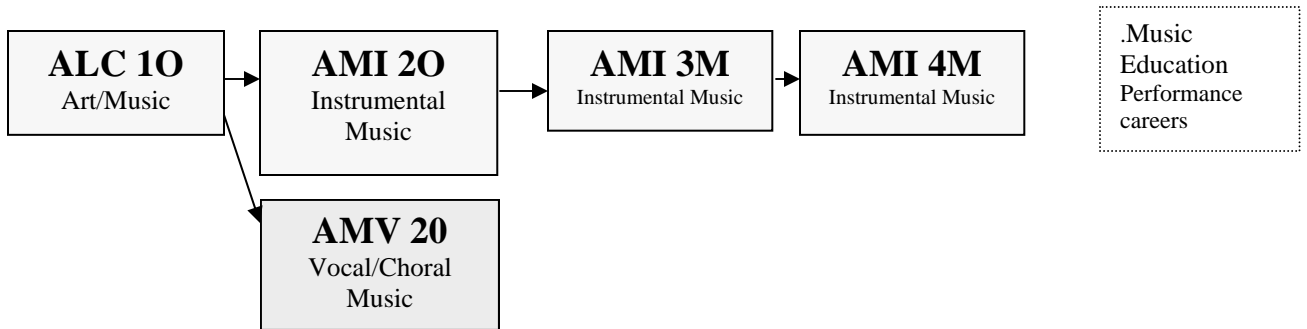 ALC 1O
Art/Music
AMI 2O
Instrumental
Music
AMI 3M
Instrumental Music
AMI 4M
Instrumental Music
.Music
Education
Performance
careers
AMV 20
Vocal/Choral
Music